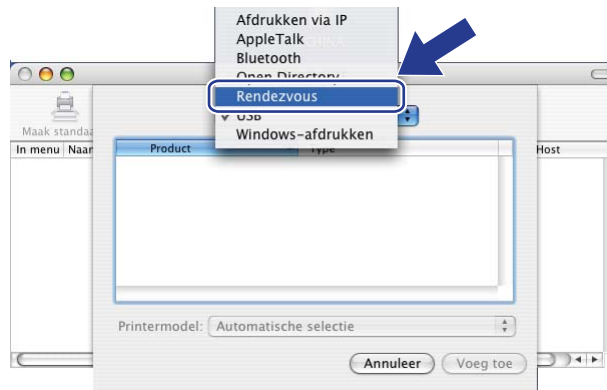 Afdrukken via IP
AppleTalk
Bluetooth
Open Directory
Rendezvous
✓ USB
Windows-afdrukken
Maak standaa
In menu Naar
Product Type
Host
Printermodel: Automatische selectie
Annuleer Voeg toe